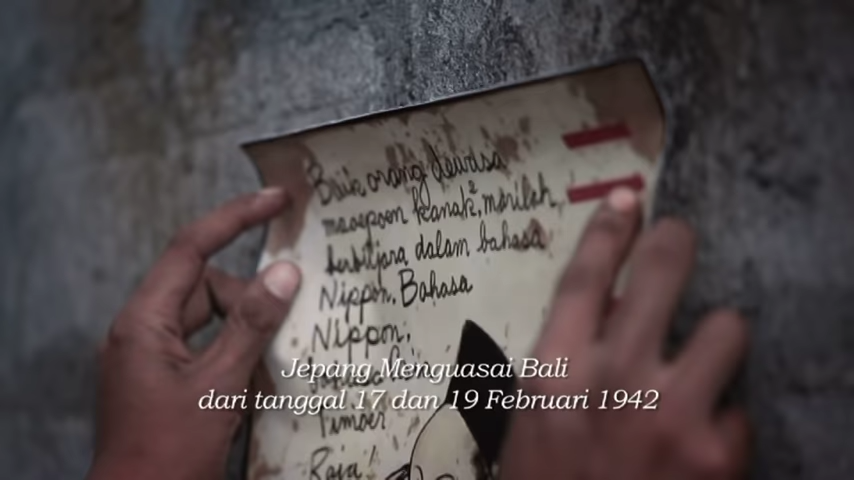 Baik orang dewasa
maoepoen kanak², marilah
berbitjara dalam bahasa
Nippon, Bahasa
Nippon,
Timoer
Raja!
Jepang Menguasai Bali
dari tanggal 17 dan 19 Februari 1942